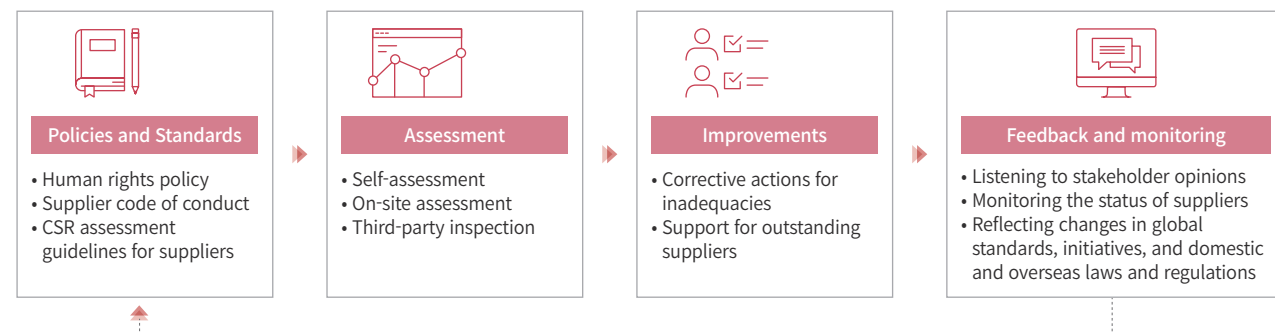 Policies and Standards
• Human rights policy
• Supplier code of conduct
• CSR assessment
guidelines for suppliers
Assessment
• Self-assessment
• On-site assessment
• Third-party inspection
Improvements
• Corrective actions for
inadequacies
• Support for outstanding
suppliers
Feedback and monitoring
• Listening to stakeholder opinions
• Monitoring the status of suppliers
• Reflecting changes in global
standards, initiatives, and domestic
and overseas laws and regulations